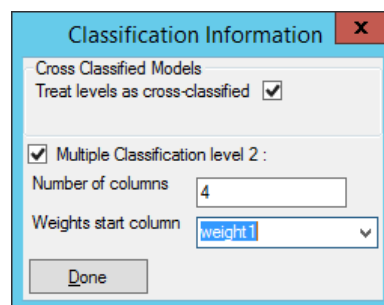 Classification Information x
Cross Classified Models
Treat levels as cross-classified
Multiple Classification level 2 :
Number of columns 4
Weights start column weight1
Done